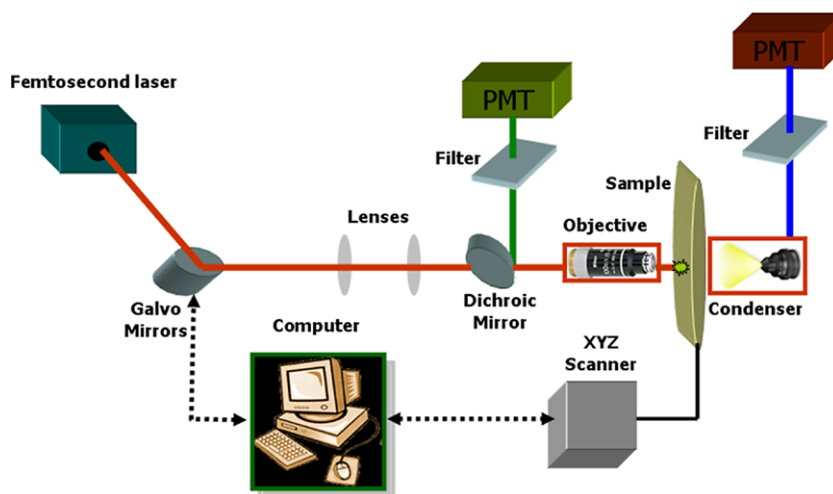 Femtosecond laser
PMT
PMT
Filter
Filter
Sample
Lenses
Objective
Galvo
Mirrors
Dichroic
Mirror
Condenser
Computer
XYZ
Scanner